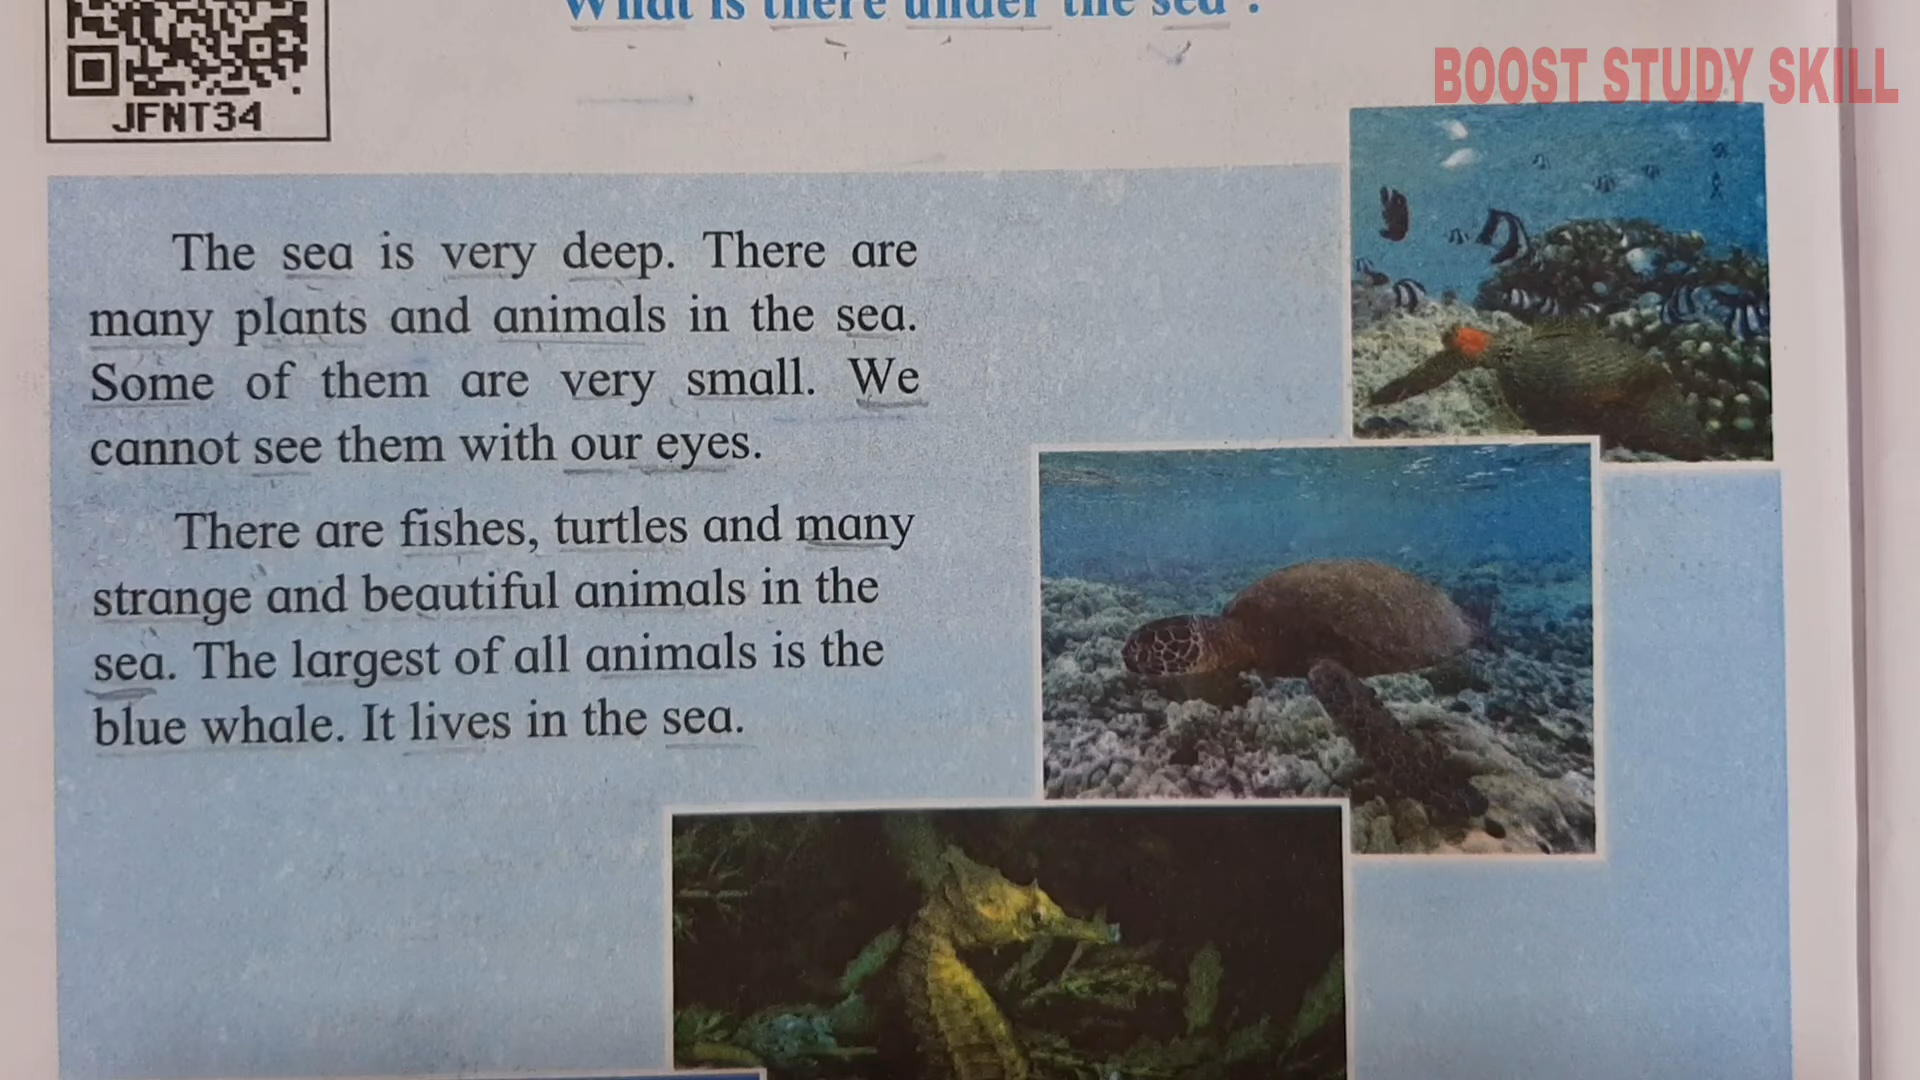 What is there under the sea ?
BOOST STUDY SKILL
JFNT34
The sea is very deep. There are
many plants and animals in the sea.
Some of them are very small. We
cannot see them with our eyes.
There are fishes, turtles and many
strange and beautiful animals in the
sea. The largest of all animals is the
blue whale. It lives in the sea.